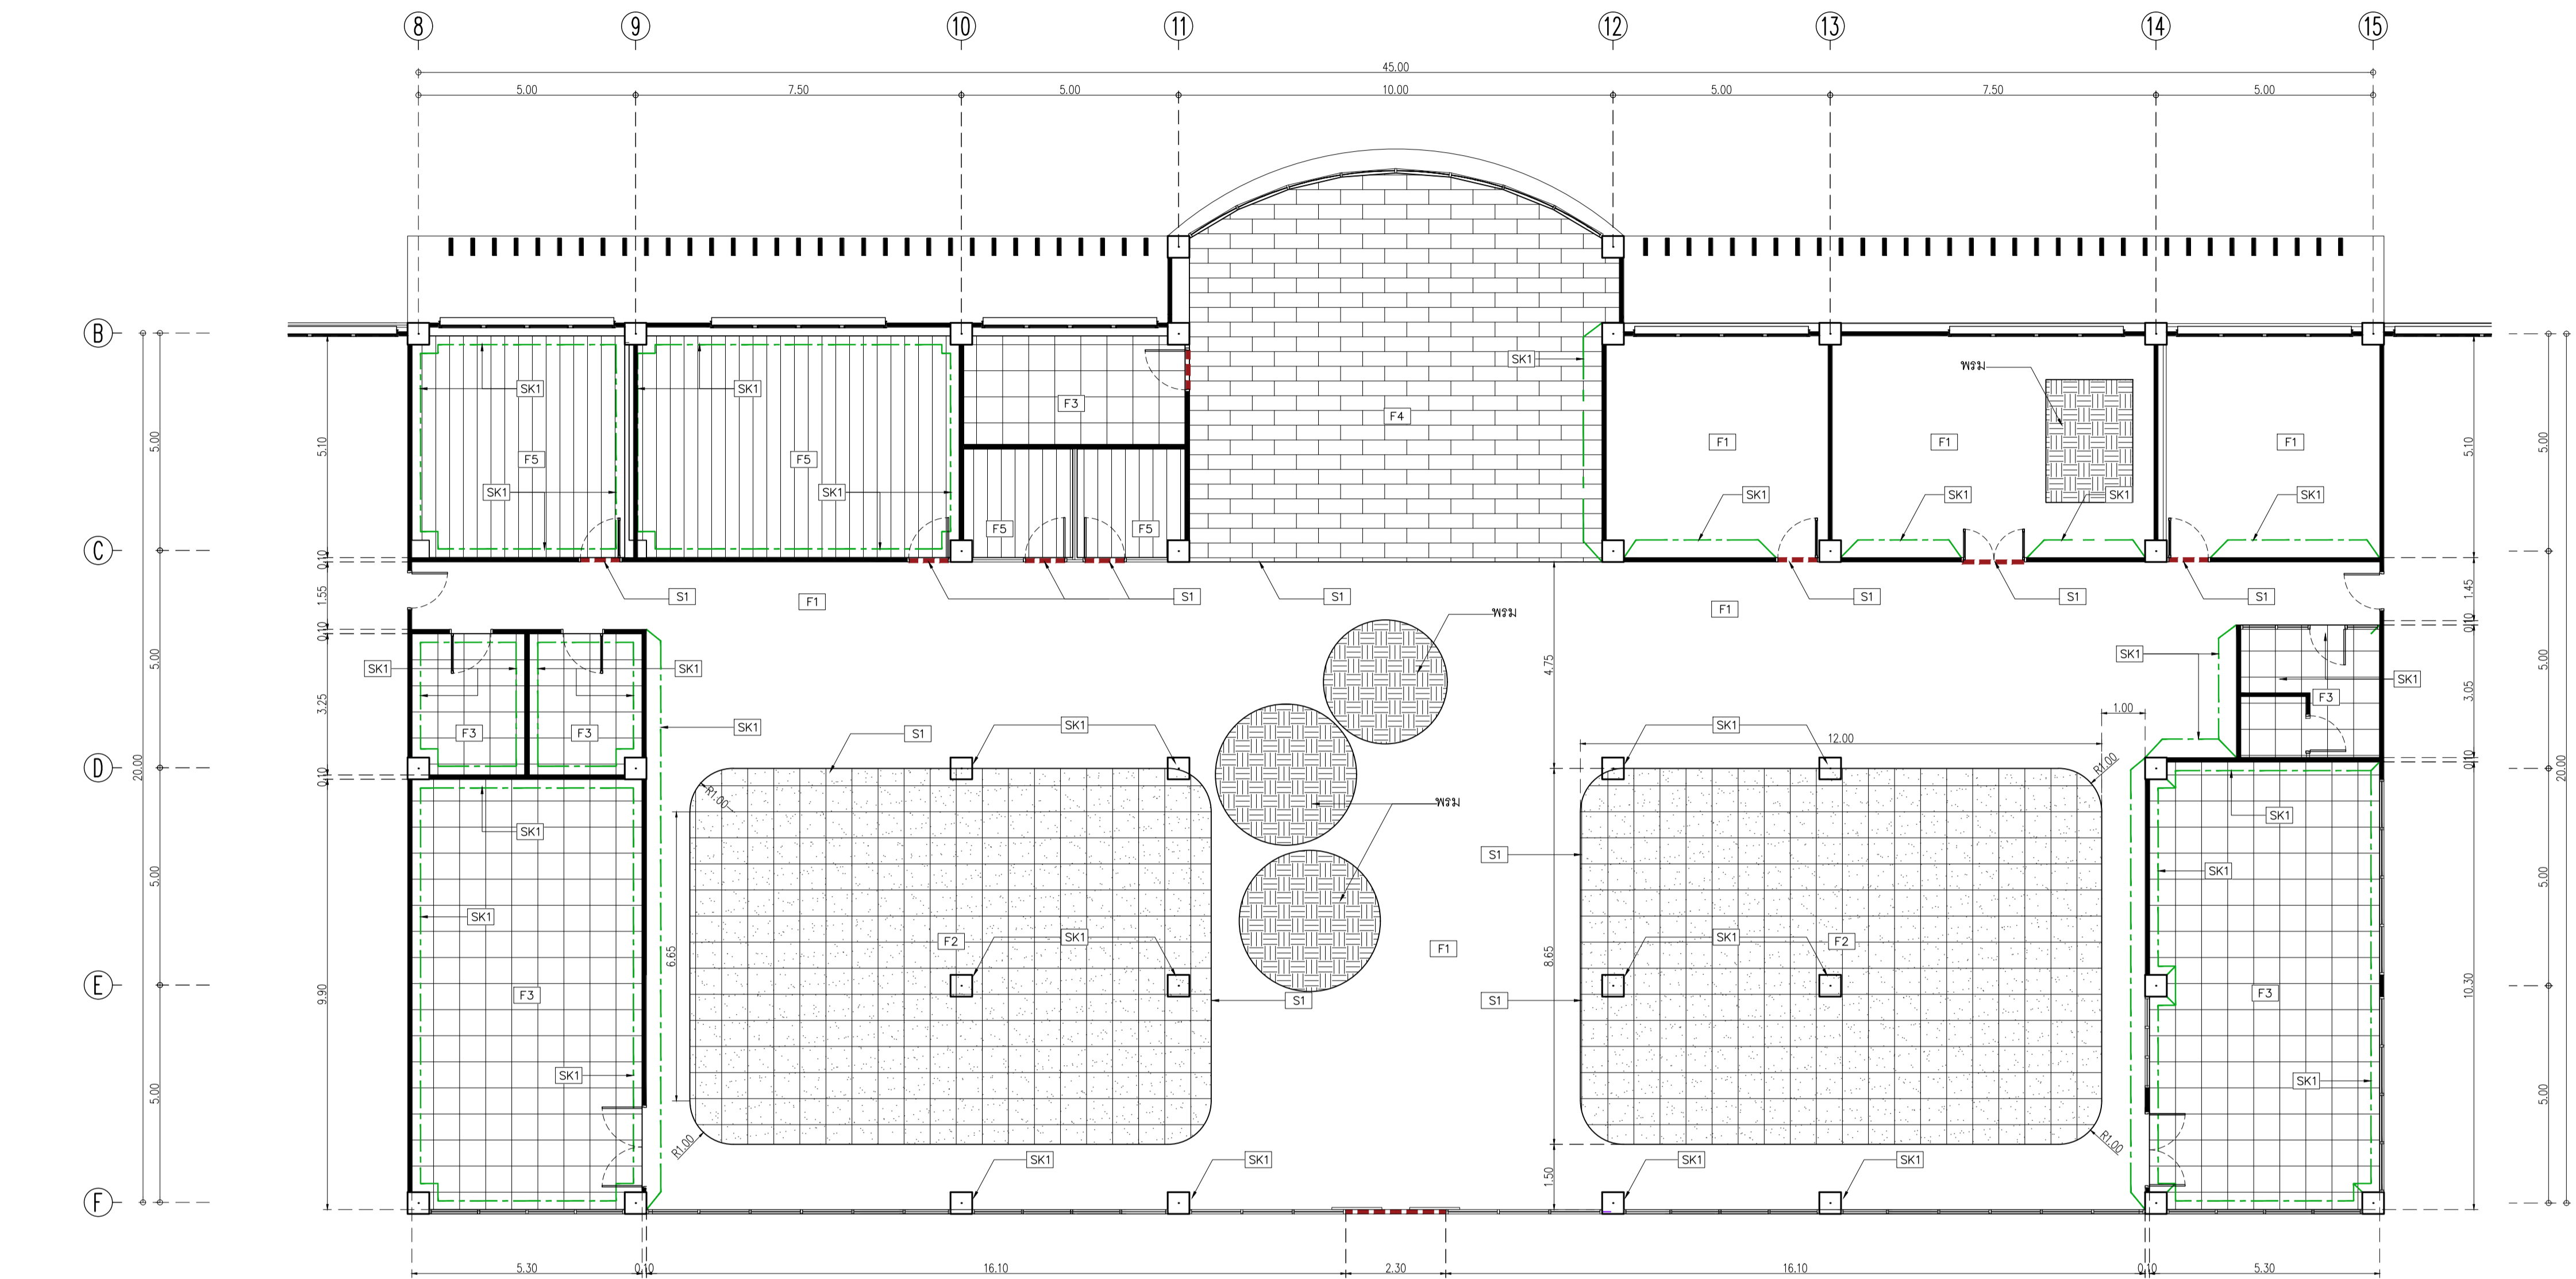 8 9 10 11 12 13 14 15
45.00
5.00 7.50 5.00 10.00 5.00 7.50 5.00
B
SK1 พรม
SK1 SK1 F3 F4
F1 F1 F1
5.00 5.10 F5 F5 5.10 5.00
SK1 SK1 SK1 SK1 SK1 SK1
F5 F5
C
0.10 0.10
1.55 S1 S1 S1 S1 S1 S1 1.45
F1 พรม F1
0.10 0.10
5.00 SK1 SK1 4.75 SK1 SK1 3.05 5.00
3.25 F3
1.00
F3 F3 SK1 S1 SK1 SK1 12.00
D
20.00 0.10 R1.00 R1.00 0.10 20.00
พรม
SK1 SK1
S1
5.00 SK1 SK1 5.00
F2 SK1 F1 SK1 F2
6.65 8.65
E
9.90 F3 S1 S1 F3 10.30
SK1 SK1
5.00 5.00
R1.00 R1.00
SK1 SK1 1.50 SK1 SK1
F
5.30 0.10 16.10 2.30 16.10 0.10 5.30